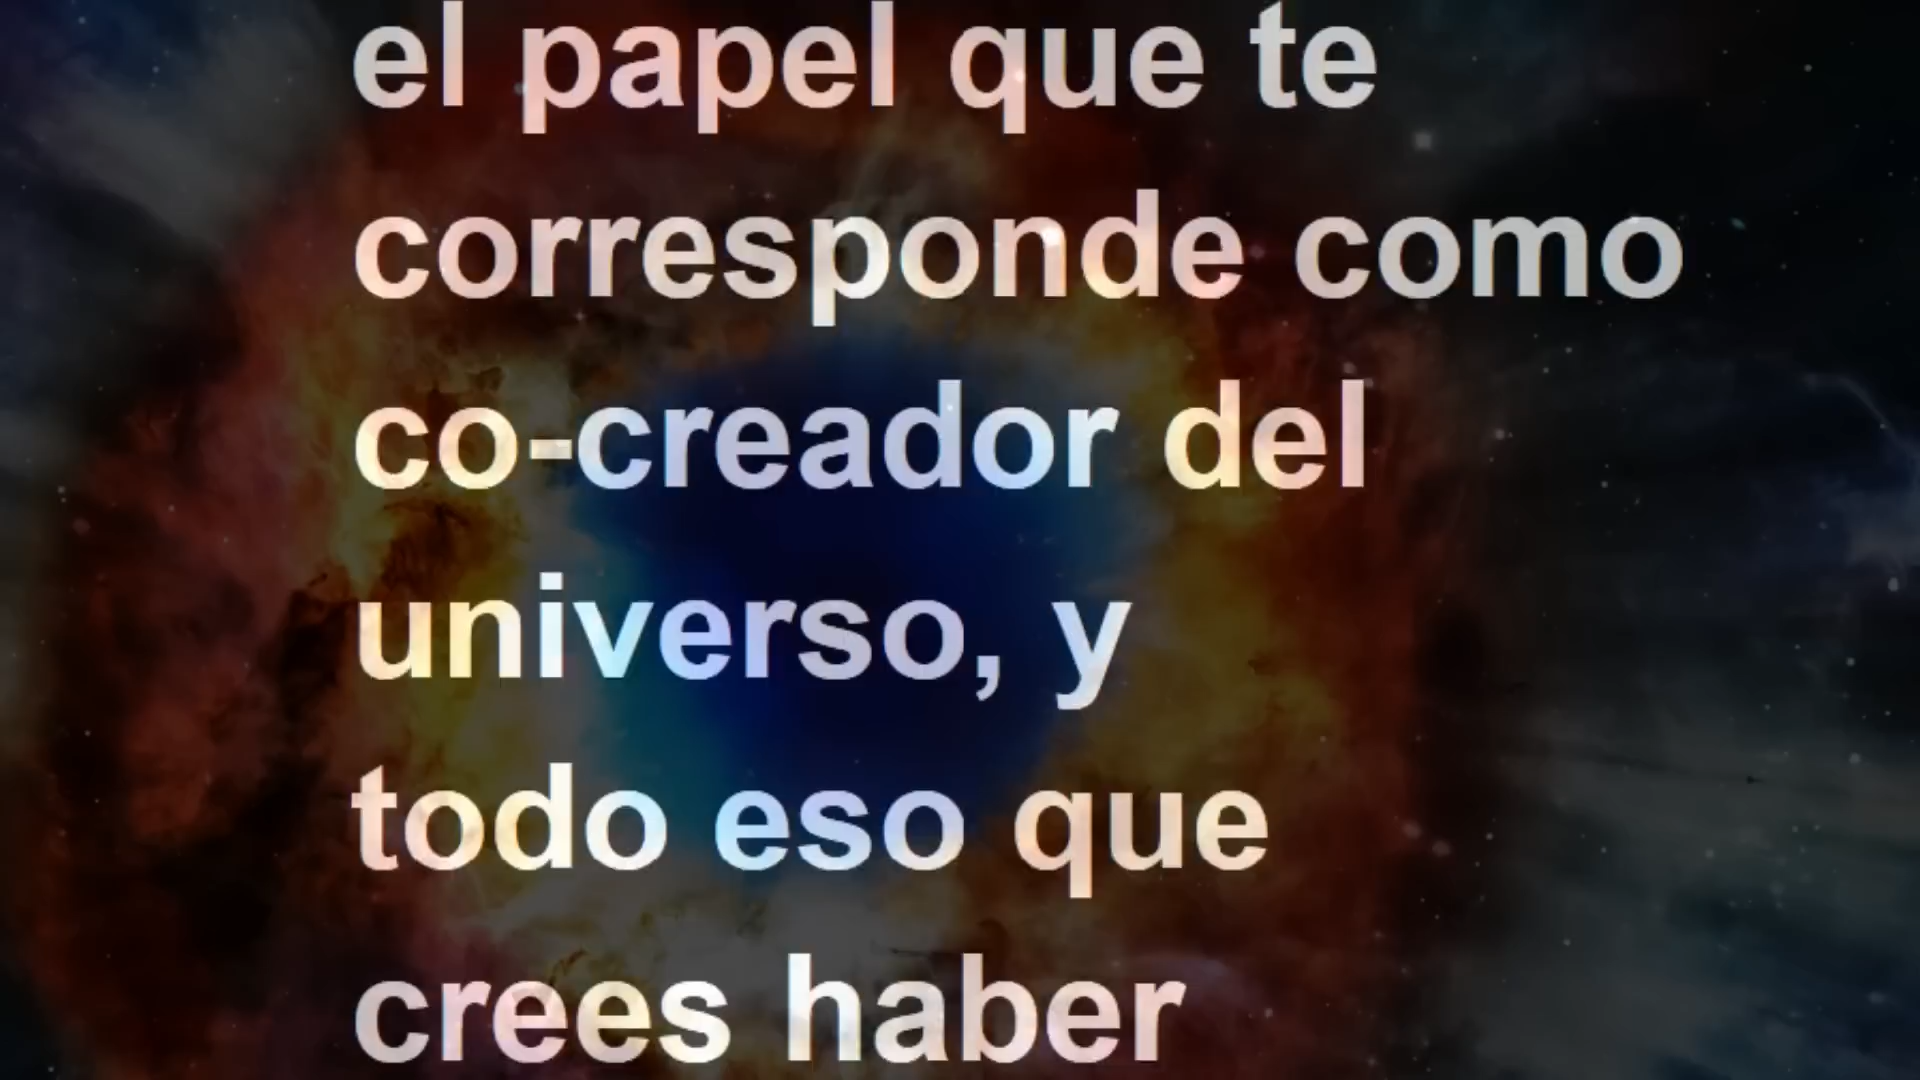 el papel que te
corresponde como
co-creador del
universo, y
todo eso que
crees haber